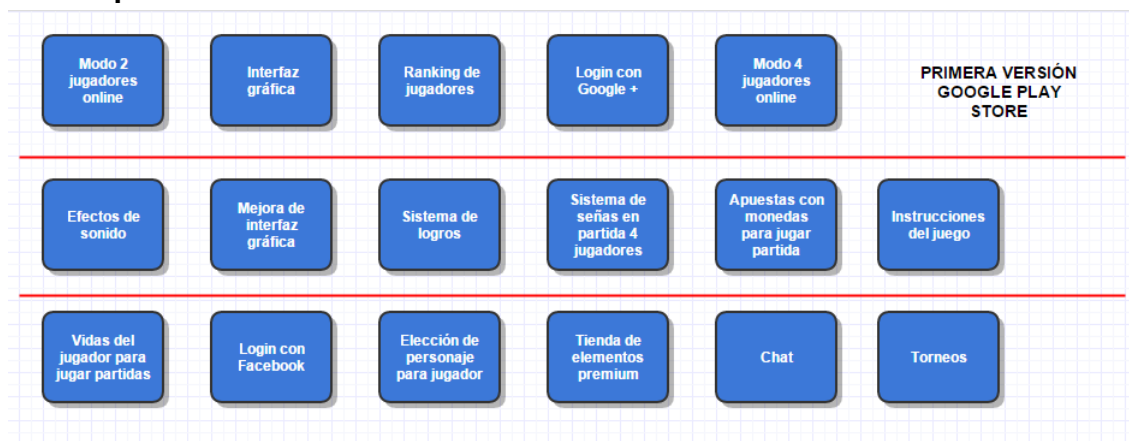 Modo 2
jugadores
online
Interfaz
gráfica
Ranking de
jugadores
Login con
Google +
Modo 4
jugadores
online
PRIMERA VERSIÓN
GOOGLE PLAY
STORE
Efectos de
sonido
Mejora de
interfaz
gráfica
Sistema de
logros
Sistema de
señas en
partida 4
jugadores
Apuestas con
monedas
para jugar
partida
Instrucciones
del juego
Vidas del
jugador para
jugar partidas
Login con
Facebook
Elección de
personaje
para jugador
Tienda de
elementos
premium
Chat
Torneos